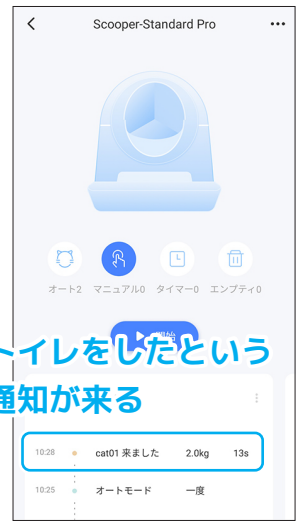 Scooper-Standard Pro
オート2 マニュアル0 タイマー0 エンプティ0
トイレをしたという
通知が来る
10:28 cat01 来ました 2.0kg 13s
10:25 オートモード 一度